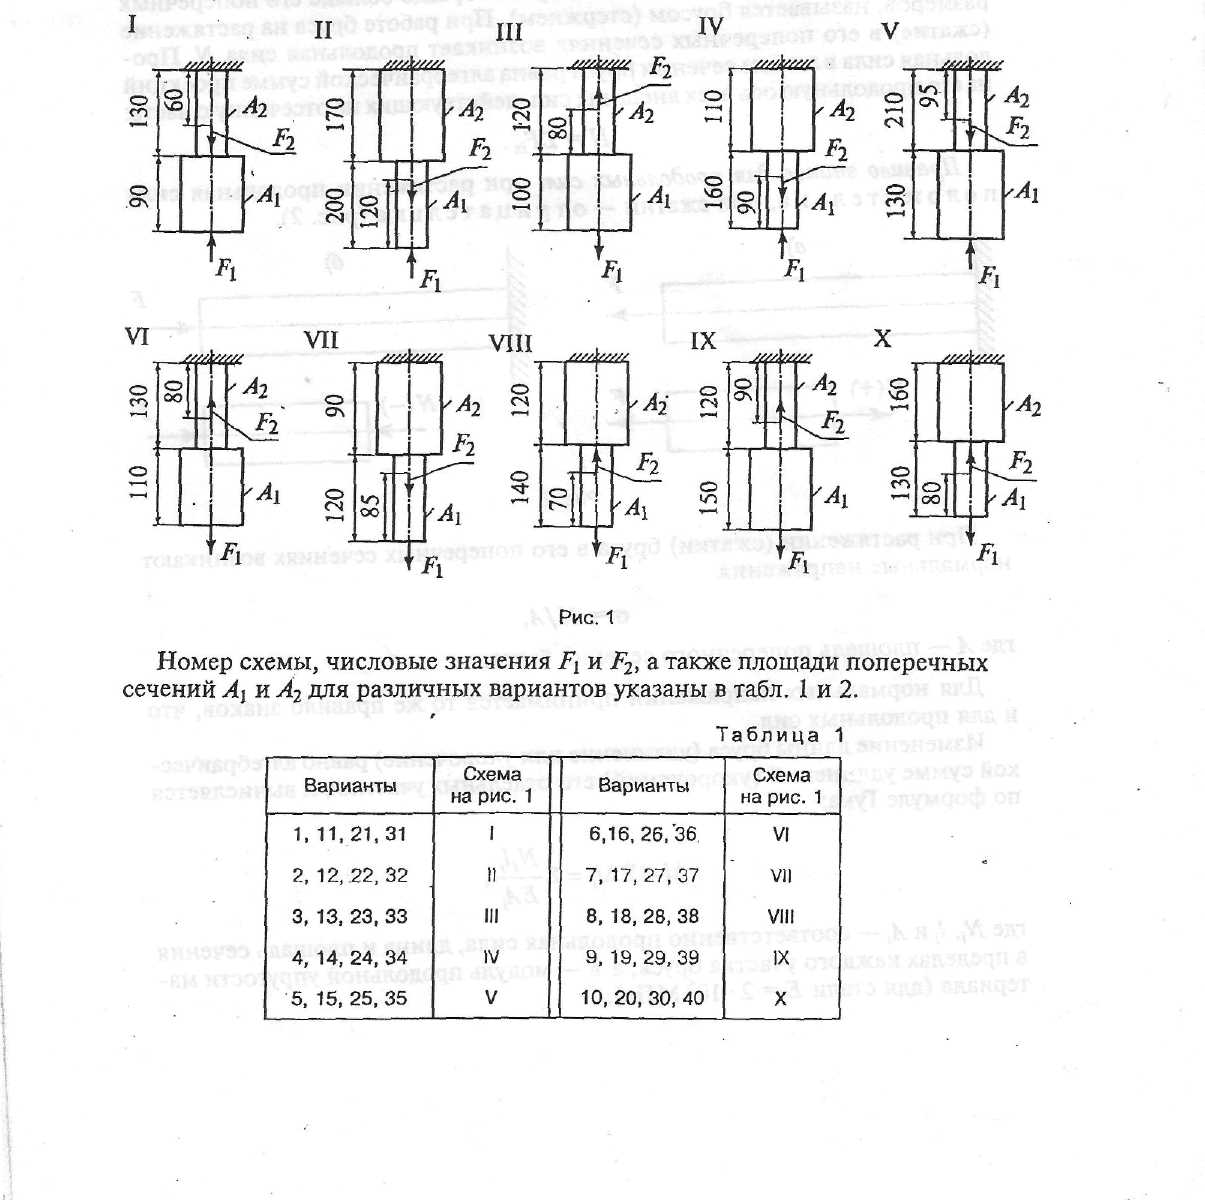 I
II
III
IV
V
130
60
A2
F2
90
A1
F1
170
A2
F2
200
120
A1
F1
120
80
F2
A2
100
A1
F1
110
A2
F2
160
90
A1
F1
210
95
A2
F2
130
A1
F1
VI
VII
VIII
IX
X
130
80
A2
F2
110
A1
F1
90
A2
F2
120
85
A1
F1
120
A2
F2
140
70
A1
F1
120
90
A2
F2
150
A1
F1
160
A2
F2
130
80
A1
F1
Рис. 1
Номер схемы, числовые значения F1 и F2, а также площади поперечных
сечений A1 и A2 для различных вариантов указаны в табл. 1 и 2.
Таблица 1
Варианты Схема на рис. 1 Варианты Схема на рис. 1
1, 11, 21, 31 I 6,16, 26, 36 VI
2, 12, 22, 32 II 7, 17, 27, 37 VII
3, 13, 23, 33 III 8, 18, 28, 38 VIII
4, 14, 24, 34 IV 9, 19, 29, 39 IX
5, 15, 25, 35 V 10, 20, 30, 40 X